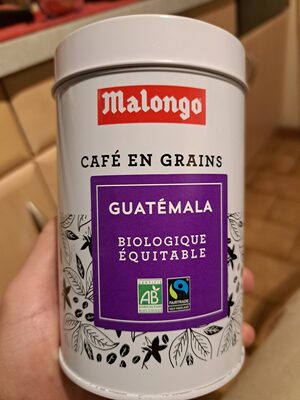 Malongo
CAFÉ EN GRAINS
GUATÉMALA
BIOLOGIQUE
ÉQUITABLE
AB
FAIRTRADE